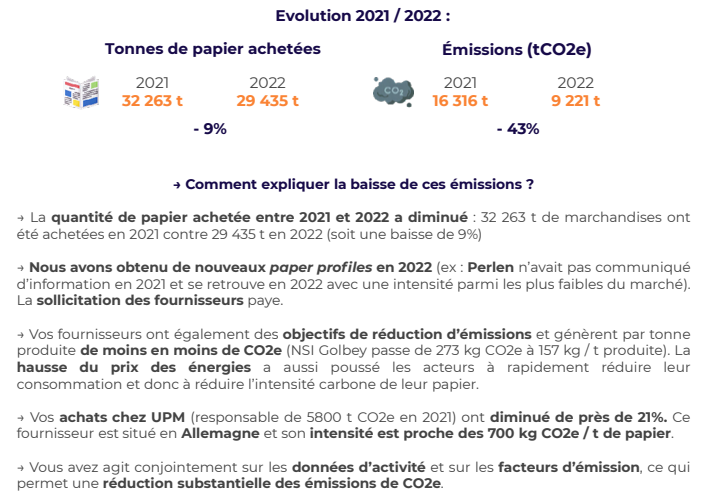 Evolution 2021 / 2022 :
Tonnes de papier achetées
Émissions (tCO2e)
2021 2022
32 263 t 29 435 t
- 9%
CO2
2021 2022
16 316 t 9 221 t
- 43%
→ Comment expliquer la baisse de ces émissions ?
→ La quantité de papier achetée entre 2021 et 2022 a diminué : 32 263 t de marchandises ont
été achetées en 2021 contre 29 435 t en 2022 (soit une baisse de 9%)
→ Nous avons obtenu de nouveaux paper profiles en 2022 (ex : Perlen n'avait pas communiqué
d'information en 2021 et se retrouve en 2022 avec une intensité parmi les plus faibles du marché).
La sollicitation des fournisseurs paye.
→ Vos fournisseurs ont également des objectifs de réduction d'émissions et génèrent par tonne
produite de moins en moins de CO2e (NSI Golbey passe de 273 kg CO2e à 157 kg / t produite). La
hausse du prix des énergies a aussi poussé les acteurs à rapidement réduire leur
consommation et donc à réduire l'intensité carbone de leur papier.
→ Vos achats chez UPM (responsable de 5800 t CO2e en 2021) ont diminué de près de 21%. Ce
fournisseur est situé en Allemagne et son intensité est proche des 700 kg CO2e / t de papier.
→ Vous avez agit conjointement sur les données d'activité et sur les facteurs d'émission, ce qui
permet une réduction substantielle des émissions de CO2e.